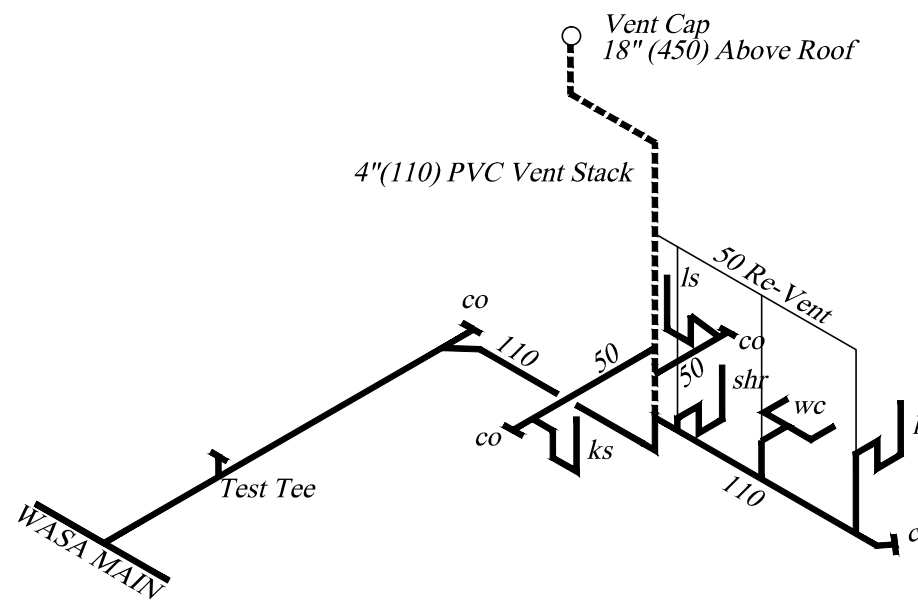 Vent Cap
18" (450) Above Roof
4"(110) PVC Vent Stack
50 Re-Vent
ls
co
110
50
co
50
shr
wc
co
ks
110
Test Tee
WASA MAIN